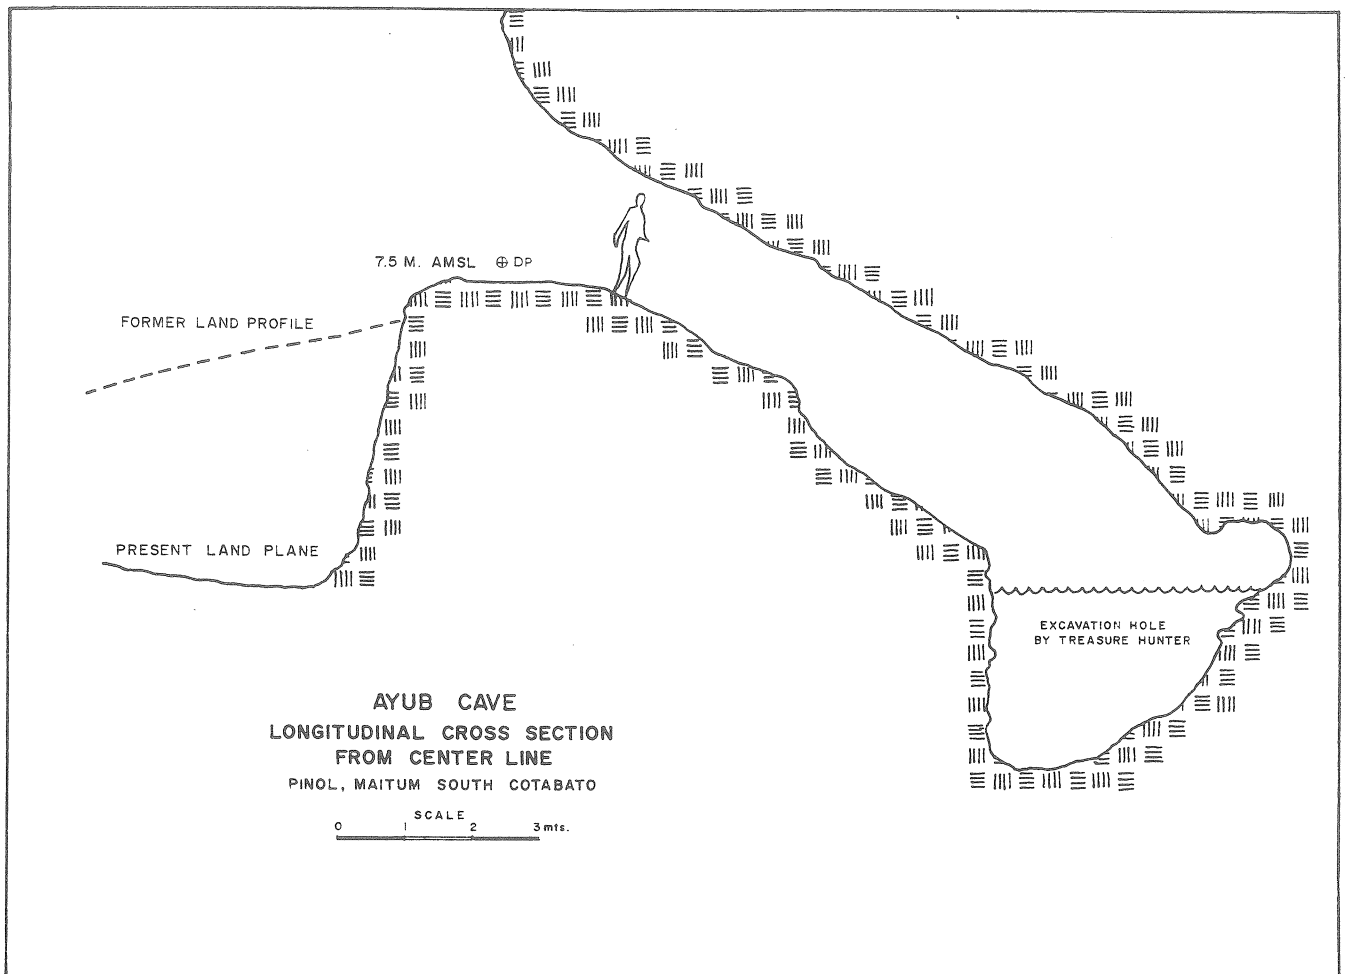 7.5 M. AMSL ⊕ DP
FORMER LAND PROFILE
PRESENT LAND PLANE
EXCAVATION HOLE
BY TREASURE HUNTER
AYUB CAVE
LONGITUDINAL CROSS SECTION
FROM CENTER LINE
PINOL, MAITUM SOUTH COTABATO
SCALE
0 1 2 3 mts.